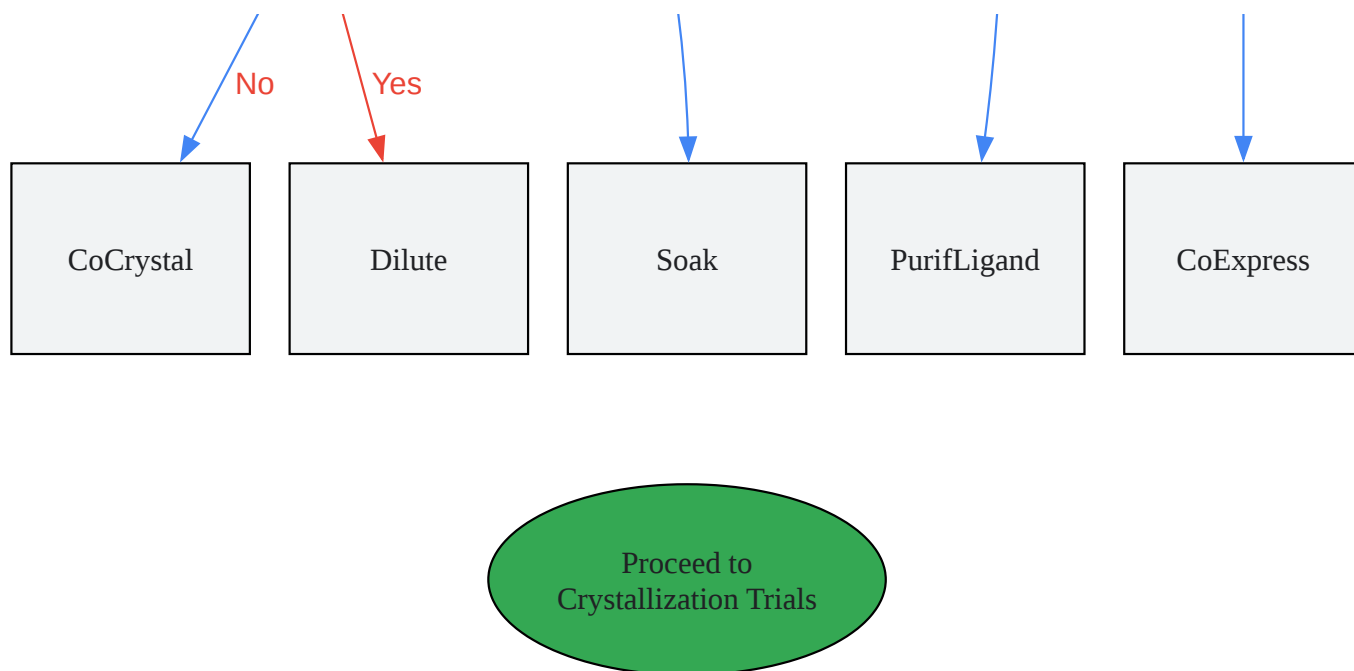 No
Yes
CoCrystal
Dilute
Soak
PurifLigand
CoExpress
Proceed to
Crystallization Trials